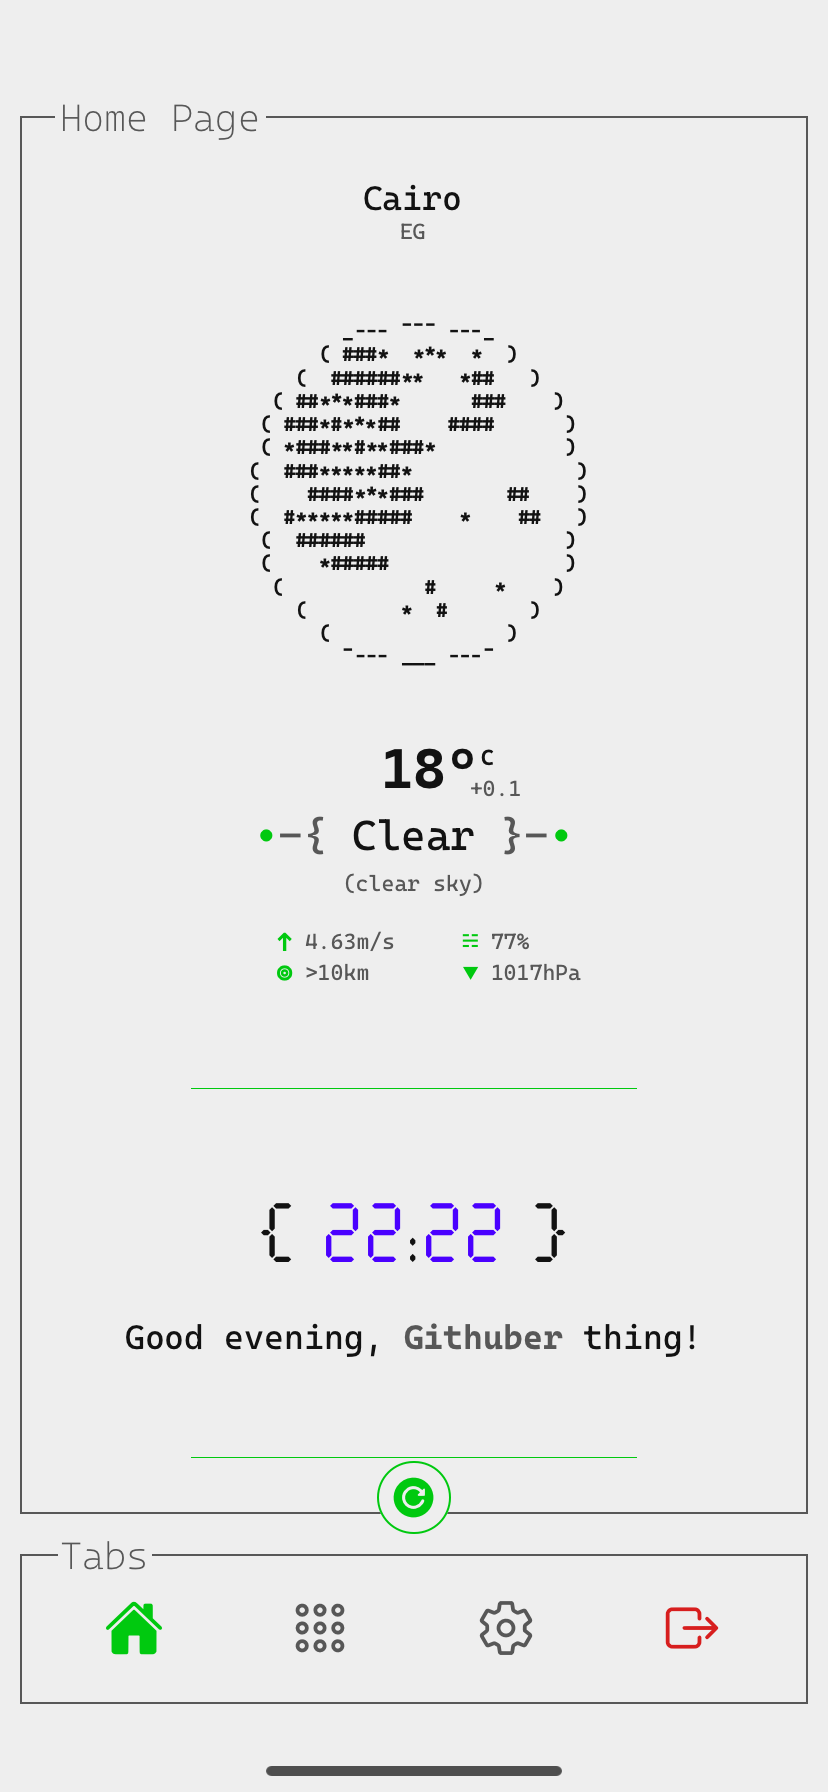 Home Page
Cairo
EG
_--- --- ---_
( ###*  ***  *  )
(  ######**   *##   )
( ##***###*      ###    )
( ###*#***##    ####      )
( *###**#**###*           )
(  ###*****##*              )
(    ####***###       ##    )
(  #*****#####    *    ##   )
(  ######                 )
(    *#####               )
(            #     *    )
(        *  #       )
(               )
---- ___ ----
18°C
+0.1
•—{ Clear }—•
(clear sky)
4.63m/s 77%
>10km 1017hPa
{ 22:22 }
Good evening, Githuber thing!
Tabs